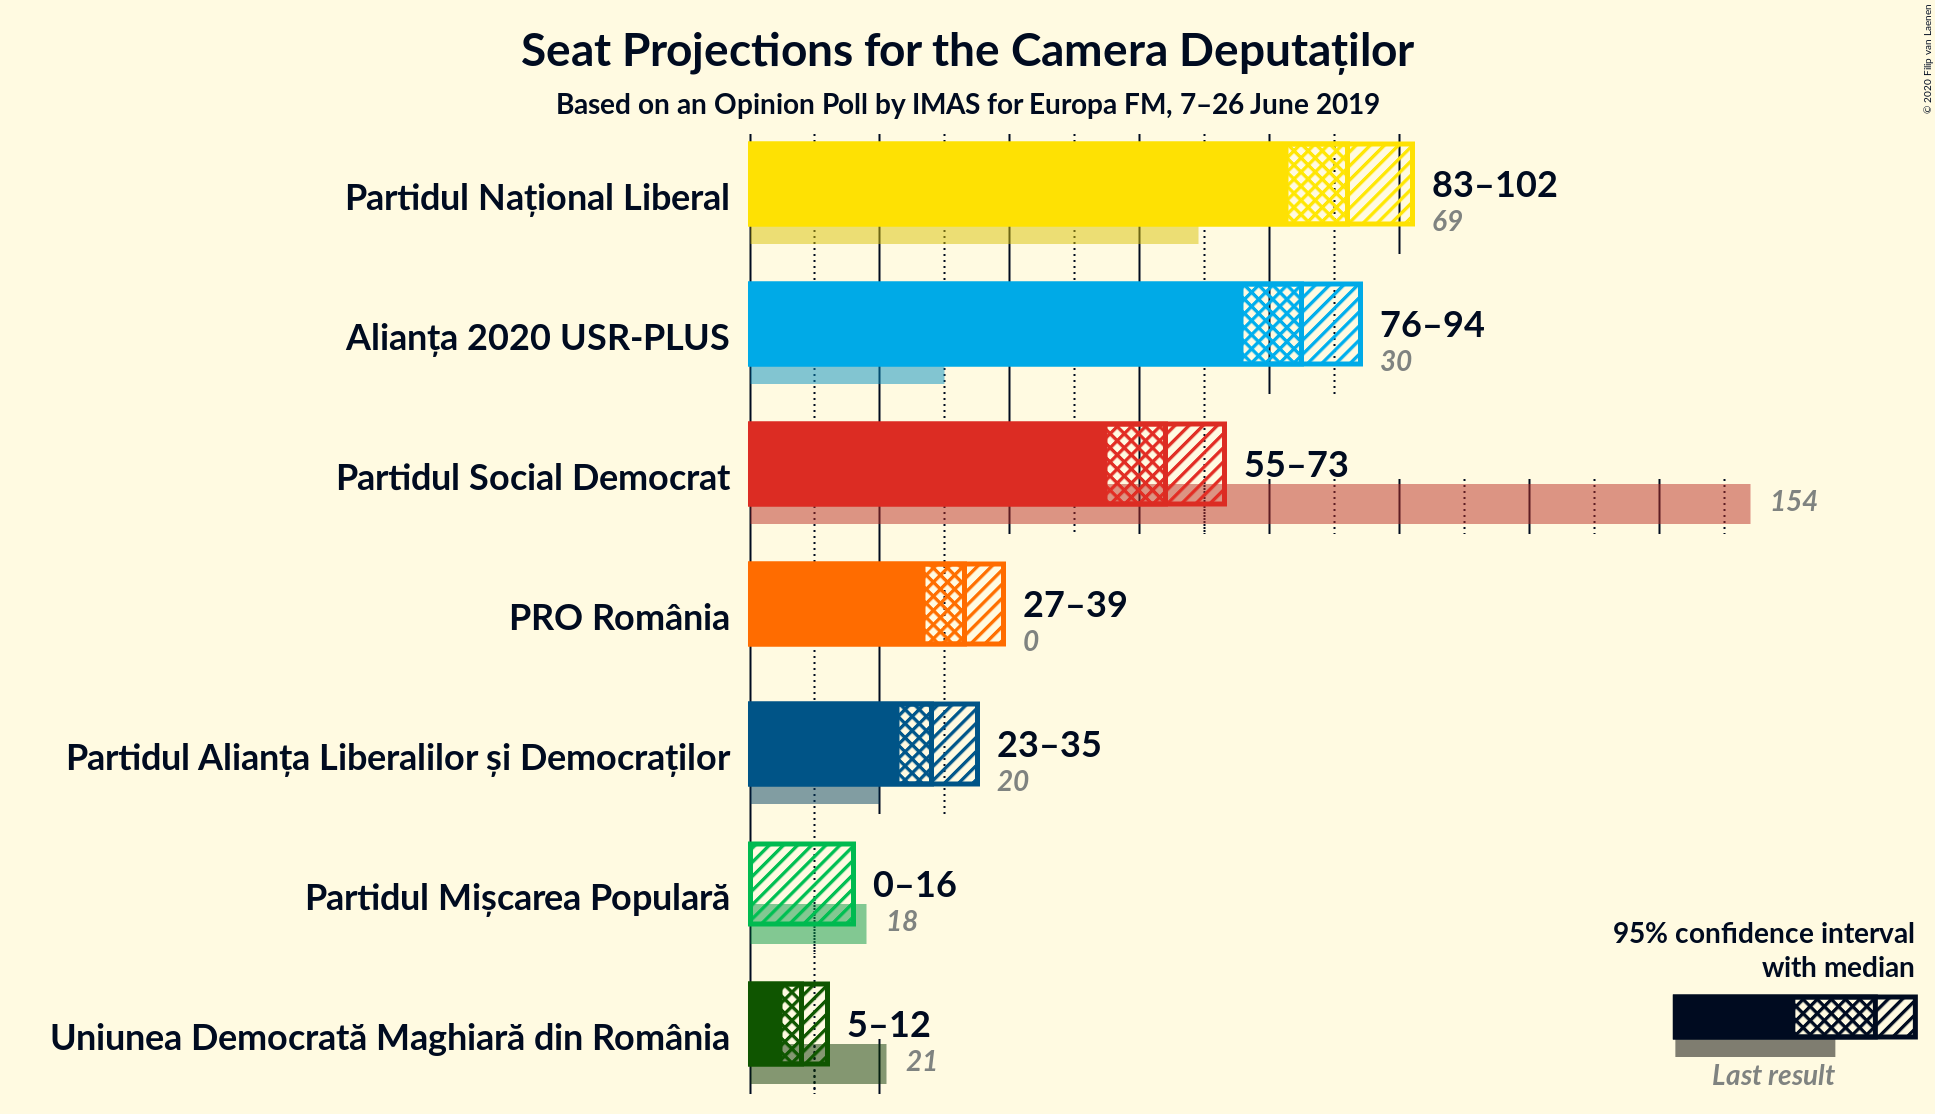 Seat Projections for the Camera Deputaților
Based on an Opinion Poll by IMAS for Europa FM, 7–26 June 2019
© 2020 Filip van Laenen
Partidul Național Liberal
83–102
69
Alianța 2020 USR-PLUS
76–94
30
Partidul Social Democrat
55–73
154
PRO România
27–39
0
Partidul Alianța Liberalilor și Democraților
23–35
20
Partidul Mișcarea Populară
0–16
18
Uniunea Democrată Maghiară din România
5–12
21
95% confidence interval
with median
Last result